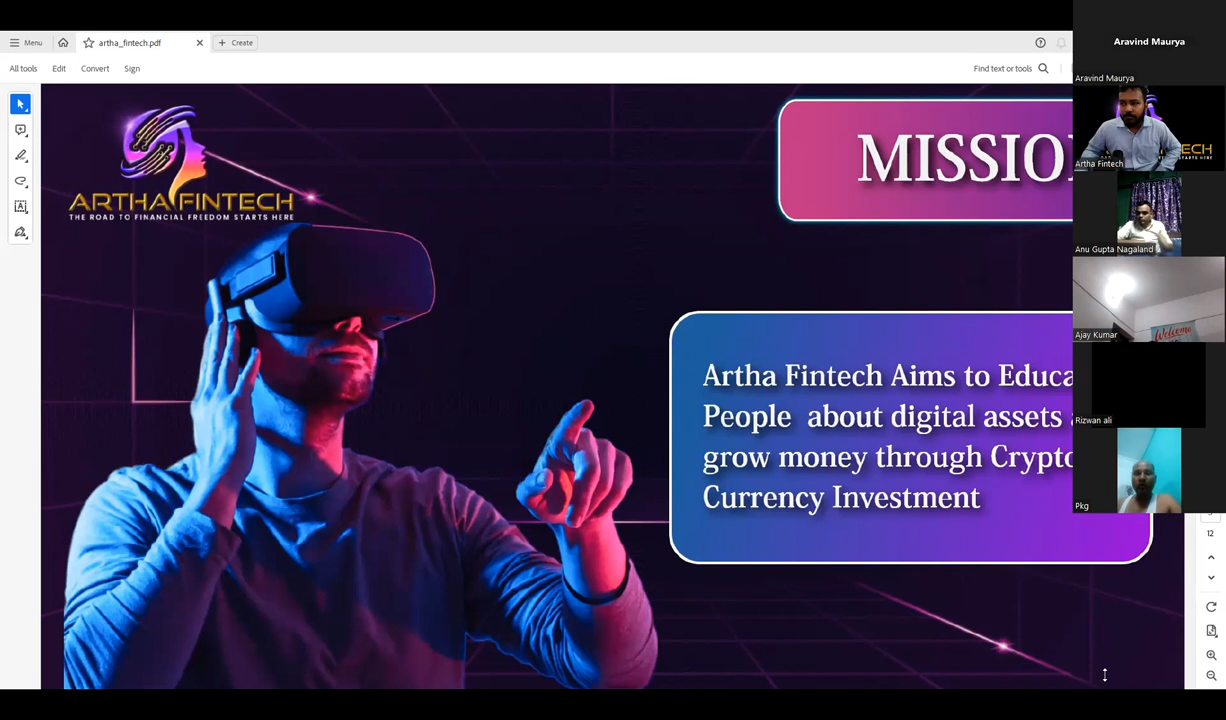 Menu
artha_fintech.pdf
Create
All tools
Edit
Convert
Sign
Find text or tools
ARTHA FINTECH
THE ROAD TO FINANCIAL FREEDOM STARTS HERE
MISSIO
Artha Fintech Aims to Educa
People about digital assets
grow money through Crypto
Currency Investment
Aravind Maurya
Aravind Maurya
Artha Fintech
Anu Gupta Nagaland
Welcome
Ajay Kumar
Rizwan ali
Pkg
12